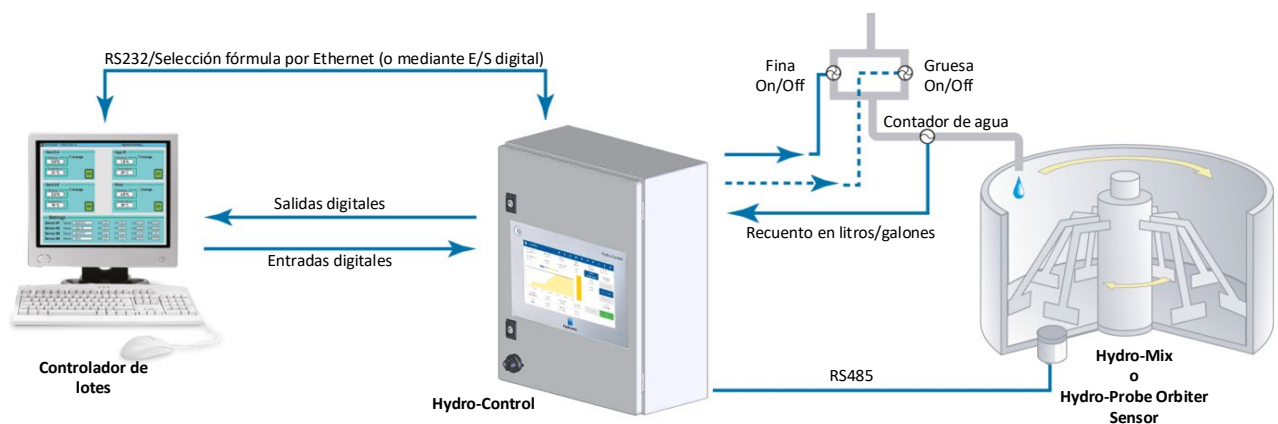 RS232/Selección fórmula por Ethernet (o mediante E/S digital)
Fina
On/Off
Gruesa
On/Off
Contador de agua
Salidas digitales
Entradas digitales
Recuento en litros/galones
RS485
Controlador de
lotes
Hydro-Control
Hydro-Mix
o
Hydro-Probe Orbiter
Sensor